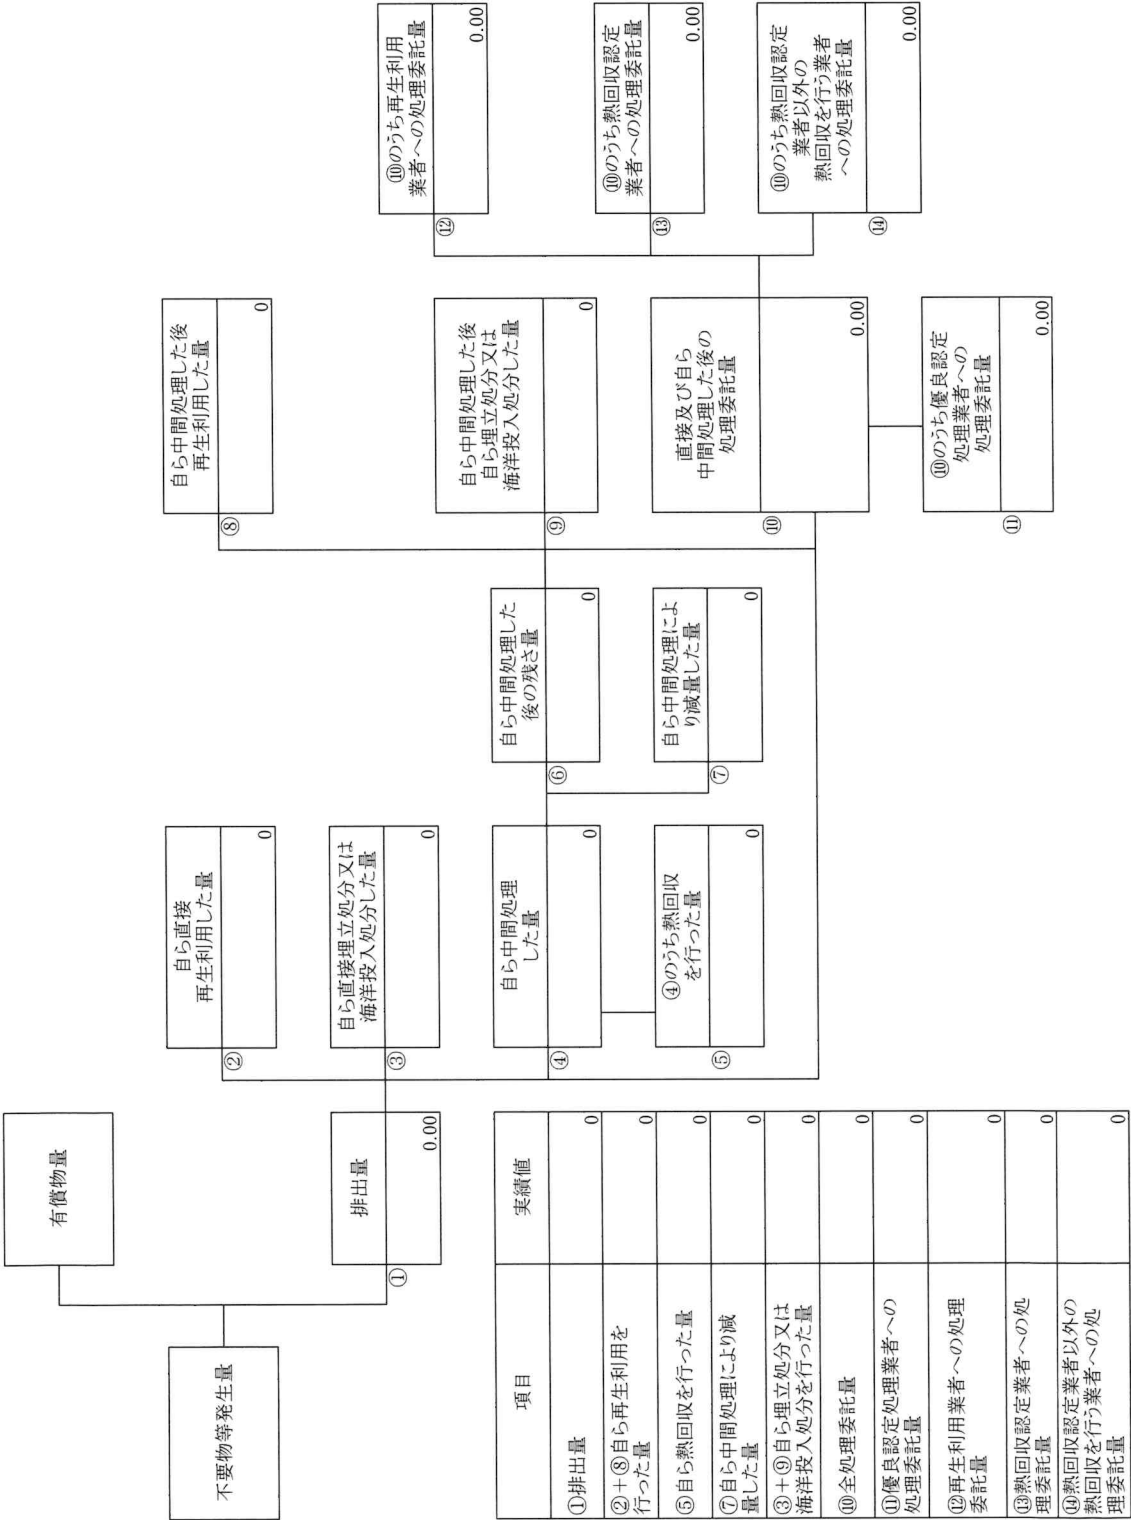 不要物等発生量
有償物量
排出量
①
0.00
自ら直接
再生利用した量
②
0
自ら直接埋立処分又は
海洋投入処分した量
③
0
自ら中間処理
した量
④
0
④のうち熱回収
を行った量
⑤
0
自ら中間処理した
後の残さ量
⑥
0
自ら中間処理によ
り減量した量
⑦
0
自ら中間処理した後
再生利用した量
⑧
0
自ら中間処理した後
自ら埋立処分又は
海洋投入処分した量
⑨
0
直接及び自ら
中間処理した後の
処理委託量
⑩
0.00
⑩のうち優良認定
処理業者への
処理委託量
⑪
0.00
⑩のうち再生利用
業者への処理委託量
⑫
0.00
⑩のうち熱回収認定
業者への処理委託量
⑬
0.00
⑩のうち熱回収認定
業者以外の
熱回収を行う業者
への処理委託量
⑭
0.00
項目 実績値
①排出量 0
②+⑧自ら再生利用を
行った量 0
⑤自ら熱回収を行った量 0
⑦自ら中間処理により減
量した量 0
③+⑨自ら埋立処分又は
海洋投入処分を行った量 0
⑩全処理委託量 0
⑪優良認定処理業者への
処理委託量 0
⑫再生利用業者への処理
委託量 0
⑬熱回収認定業者への処
理委託量 0
⑭熱回収認定業者以外の
熱回収を行う業者への処
理委託量 0